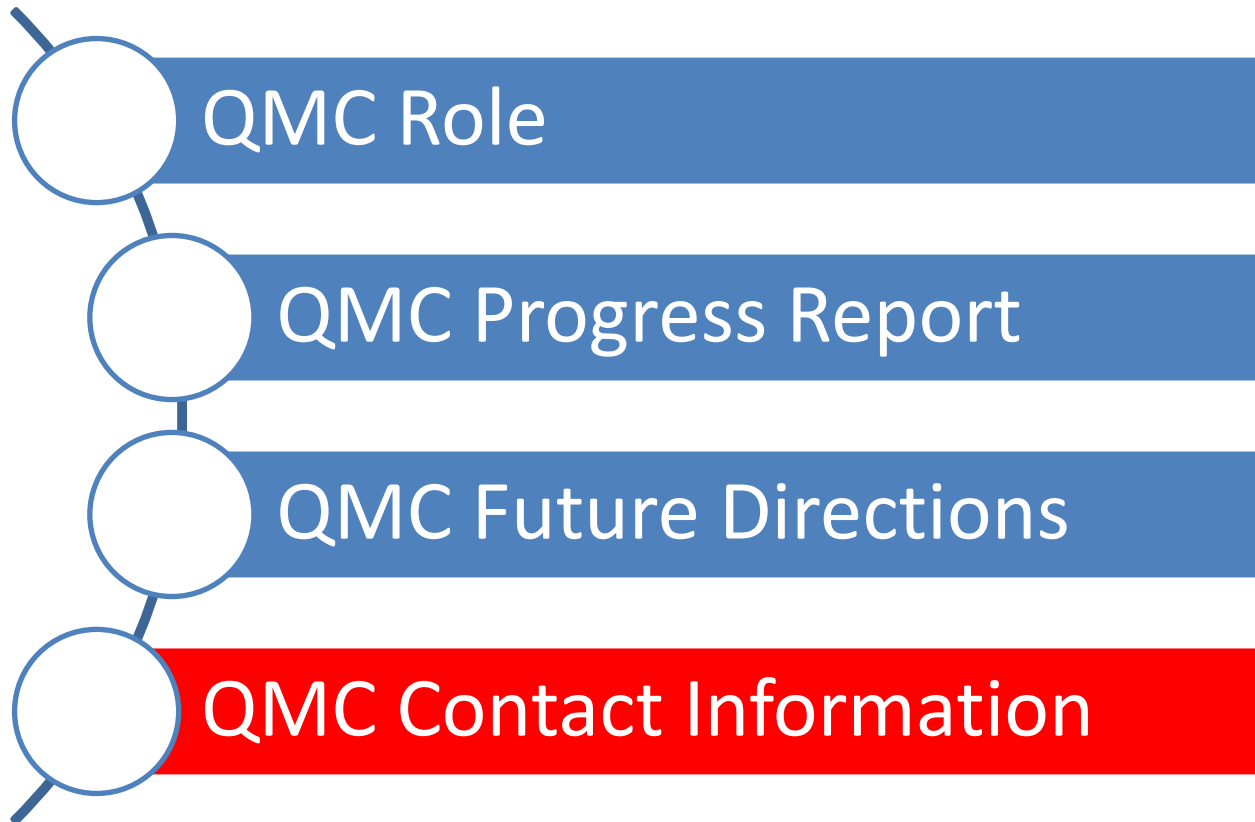 QMC Role
QMC Progress Report
QMC Future Directions
QMC Contact Information